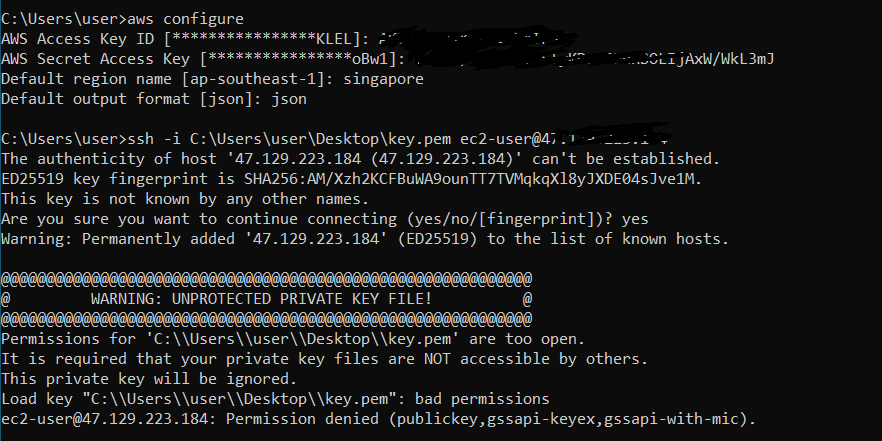 C:\Users\user>aws configure
AWS Access Key ID [****************KLEL]:
AWS Secret Access Key [****************oBw1]: OLIjAxW/WkL3mJ
Default region name [ap-southeast-1]: singapore
Default output format [json]: json
C:\Users\user>ssh -i C:\Users\user\Desktop\key.pem ec2-user@47.
The authenticity of host '47.129.223.184 (47.129.223.184)' can't be established.
ED25519 key fingerprint is SHA256:AM/Xzh2KCFBuWA9ounTT7TVMqkqXl8yJXDE04sJve1M.
This key is not known by any other names.
Are you sure you want to continue connecting (yes/no/[fingerprint])? yes
Warning: Permanently added '47.129.223.184' (ED25519) to the list of known hosts.
@@@@@@@@@@@@@@@@@@@@@@@@@@@@@@@@@@@@@@@@@@@@@@@@@@@@@@@@@@@
@         WARNING: UNPROTECTED PRIVATE KEY FILE!          @
@@@@@@@@@@@@@@@@@@@@@@@@@@@@@@@@@@@@@@@@@@@@@@@@@@@@@@@@@@@
Permissions for 'C:\\Users\\user\\Desktop\\key.pem' are too open.
It is required that your private key files are NOT accessible by others.
This private key will be ignored.
Load key "C:\\Users\\user\\Desktop\\key.pem": bad permissions
ec2-user@47.129.223.184: Permission denied (publickey,gssapi-keyex,gssapi-with-mic).